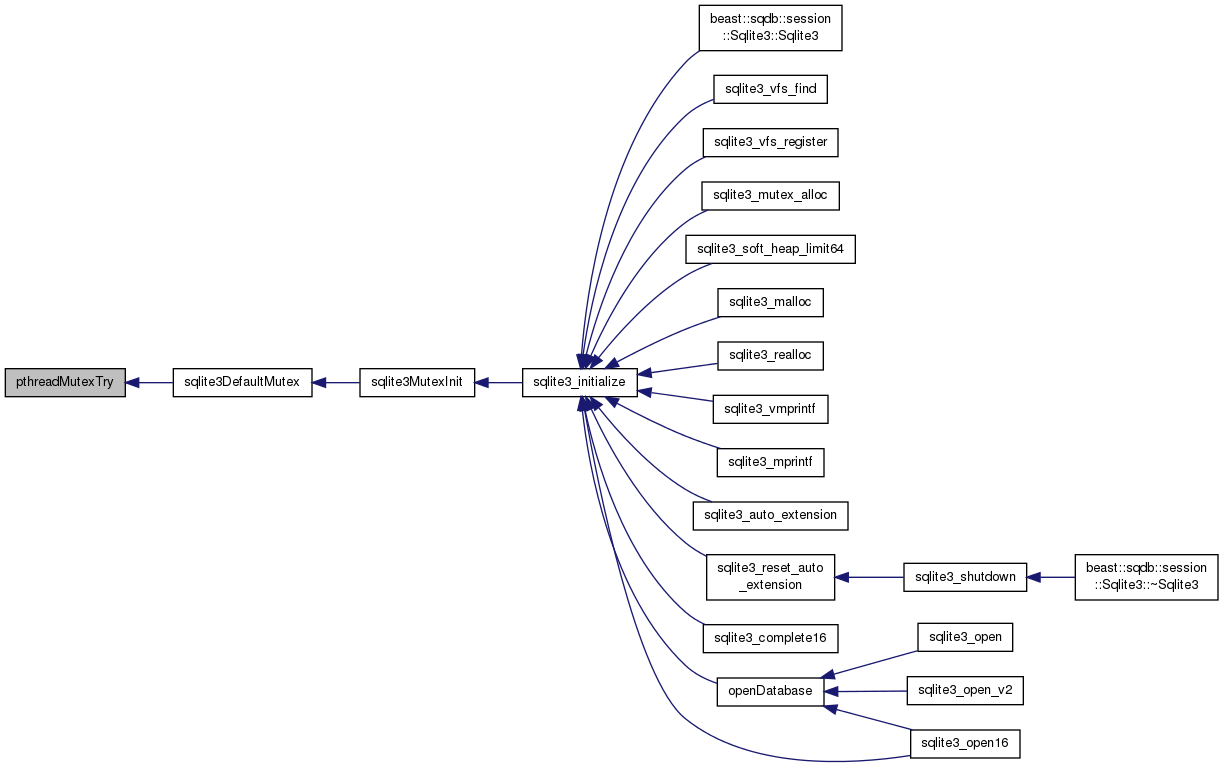 beast::sqdb::session
::Sqlite3::Sqlite3
sqlite3_vfs_find
sqlite3_vfs_register
sqlite3_mutex_alloc
sqlite3_soft_heap_limit64
sqlite3_malloc
sqlite3_realloc
pthreadMutexTry
sqlite3DefaultMutex
sqlite3MutexInit
sqlite3_initialize
sqlite3_vmprintf
sqlite3_mprintf
sqlite3_auto_extension
sqlite3_reset_auto
_extension
sqlite3_shutdown
beast::sqdb::session
::Sqlite3::~Sqlite3
sqlite3_complete16
sqlite3_open
openDatabase
sqlite3_open_v2
sqlite3_open16